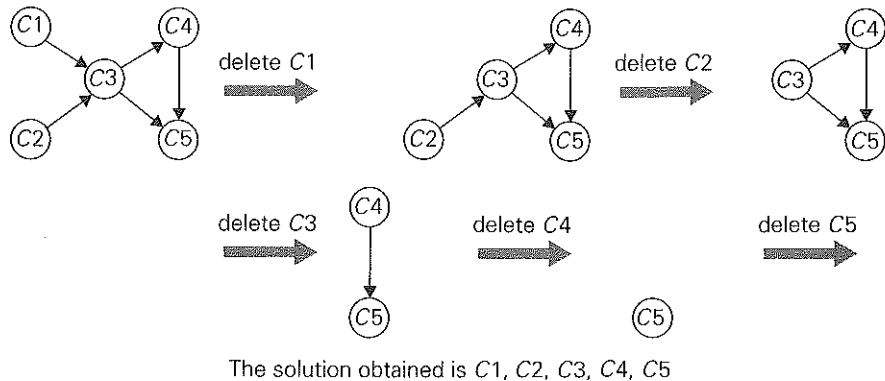 C1 C4 C4 C4
delete C1 delete C2
C3 C3 C3
C2 C5 C2 C5 C5
delete C3 C4 delete C4 delete C5
C5 C5
The solution obtained is C1, C2, C3, C4, C5